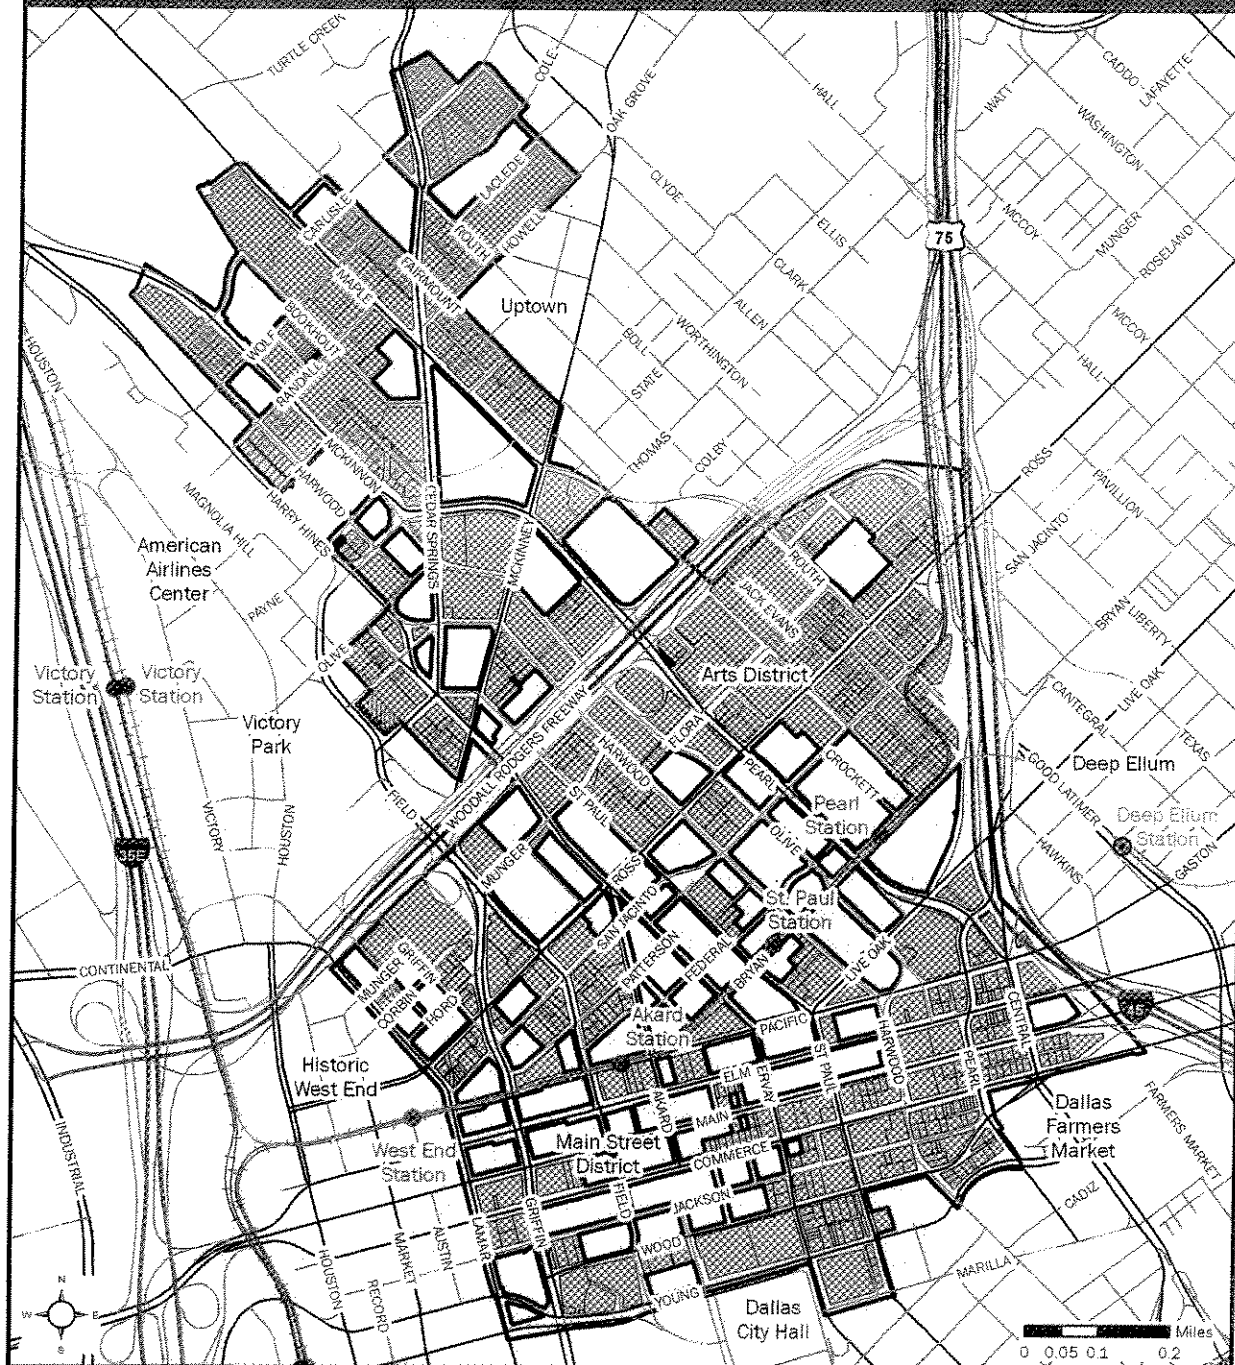 TURTLE CREEK
COLE
OAK GROVE
HALL
CADDO
LAFAYETTE
WATT
WASHINGTON
LACLEDE
CLYDE
CARLISLE
ROUTH
HOWELL
ELLIS
MCCOY
MUNGER
ROSELAND
75
MAPLE
FAIRMOUNT
CLARK
Uptown
ALLEN
BOOKHOUT
WOLF
RANDALL
BOLL
WORTHINGTON
STATE
MCCOY
HALL
HOUSTON
THOMAS
COLBY
ROSS
PAVILLION
MCKINNON
HARWOOD
HARRY HINES
MAGNOLIA HILL
CEDAR SPRINGS
MCKINNEY
SAN JACINTO
American
Airlines
Center
ROUTH
JACK EVANS
PAYNE
BRYAN
LIBERTY
OLIVE
Victory
Station
Victory
Station
Arts District
CANTEGRAL
LIVE OAK
TEXAS
Victory
Park
FLORA
HARWOOD
PEARL
CROCKETT
GOOD LATIMER
Deep Ellum
WOODALL RODGERS FREEWAY
FIELD
ST. PAUL
Pearl
Station
Deep Ellum
Station
VICTORY
HOUSTON
MUNGER
ROSS
OLIVE
HAWKINS
GASTON
SAN JACINTO
St. Paul
Station
CONTINENTAL
MUNGER
GRIFFIN
CORBIN
HORD
PATTERSON
FEDERAL
BRYAN
LIVE OAK
Akard
Station
PACIFIC
CENTRAL
Historic
West End
ELM
ERVAY
ST. PAUL
HARWOOD
PEARL
INDUSTRIAL
AKARD
MAIN
Dallas
Farmers
Market
FARMERS MARKET
West End
Station
Main Street
District
COMMERCE
FIELD
JACKSON
CADIZ
LAMAR
GRIFFIN
WOOD
HOUSTON
MARKET
AUSTIN
RECORD
YOUNG
MARILLA
Dallas
City Hall
N
W E
S
Miles
0 0.05 0.1 0.2